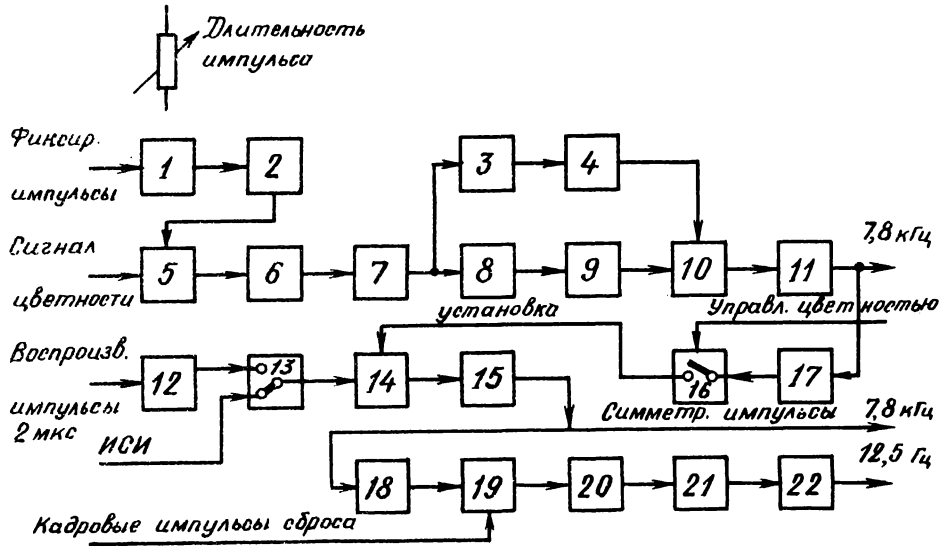 Длительность
импульса
Фиксир.
импульсы
1
2
3
4
Сигнал
цветности
5
6
7
8
9
10
11
7,8 кГц
установка
Управл. цветностью
Воспроизв.
импульсы
2 мкс
ИСИ
12
13
14
15
16
17
Симметр. импульсы
7,8 кГц
12,5 Гц
18
19
20
21
22
Кадровые импульсы сброса